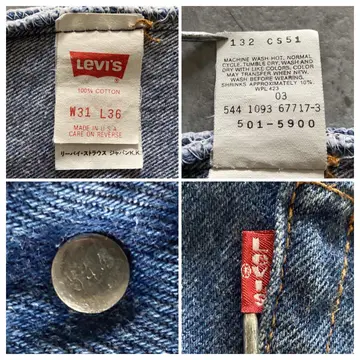 LEVI'S
100% COTTON
W31 L36
MADE IN U.S.A.
CARE ON REVERSE
リーバイ・ストラウス ジャパンK.K.
132 CS51
MACHINE WASH HOT, NORMAL
CYCLE-TUMBLE DRY, WASH AND
DRY WITH LIKE COLORS, COLOR
MAY TRANSFER WHEN NEW.
WASH BEFORE WEARING.
SHRINKS APPROXIMATELY 10%
WPL423
03
544 1093 67717-3
501-5900
LEVI'S
®